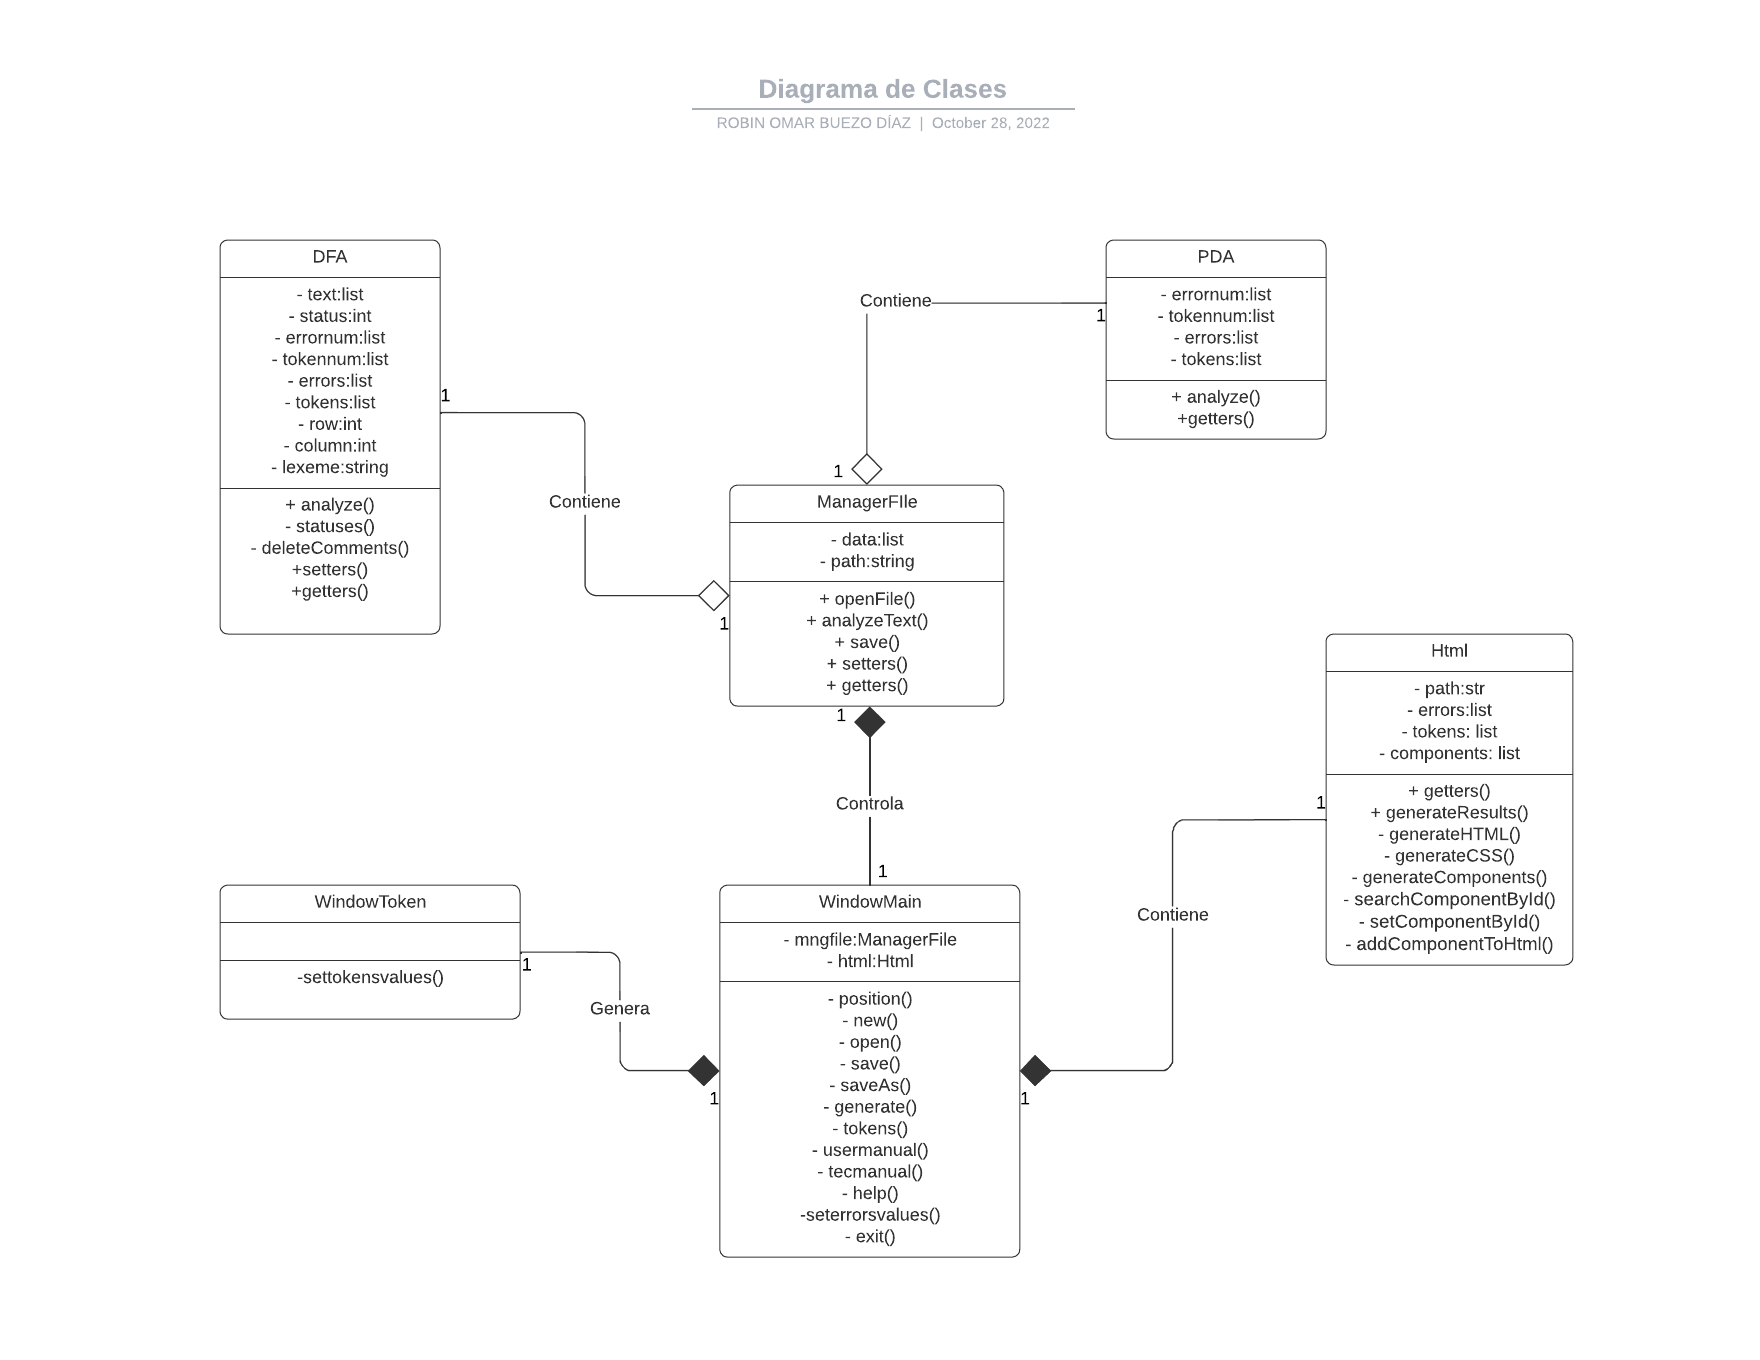 Diagrama de Clases
ROBIN OMAR BUEZO DÍAZ | October 28, 2022
DFA
- text:list
- status:int
- errornum:list
- tokennum:list
- errors:list
- tokens:list
- row:int
- column:int
- lexeme:string
+ analyze()
- statuses()
- deleteComments()
+setters()
+getters()
1
Contiene
1
Contiene
1
1
PDA
- errornum:list
- tokennum:list
- errors:list
- tokens:list
+ analyze()
+getters()
ManagerFIle
- data:list
- path:string
+ openFile()
+ analyzeText()
+ save()
+ setters()
+ getters()
1
Controla
1
Html
- path:str
- errors:list
- tokens: list
- components: list
+ getters()
+ generateResults()
- generateHTML()
- generateCSS()
- generateComponents()
- searchComponentById()
- setComponentById()
- addComponentToHtml()
1
Contiene
1
WindowToken
-settokensvalues()
1
Genera
1
WindowMain
- mngfile:ManagerFile
- html:Html
- position()
- new()
- open()
- save()
- saveAs()
- generate()
- tokens()
- usermanual()
- tecmanual()
- help()
-seterrorsvalues()
- exit()